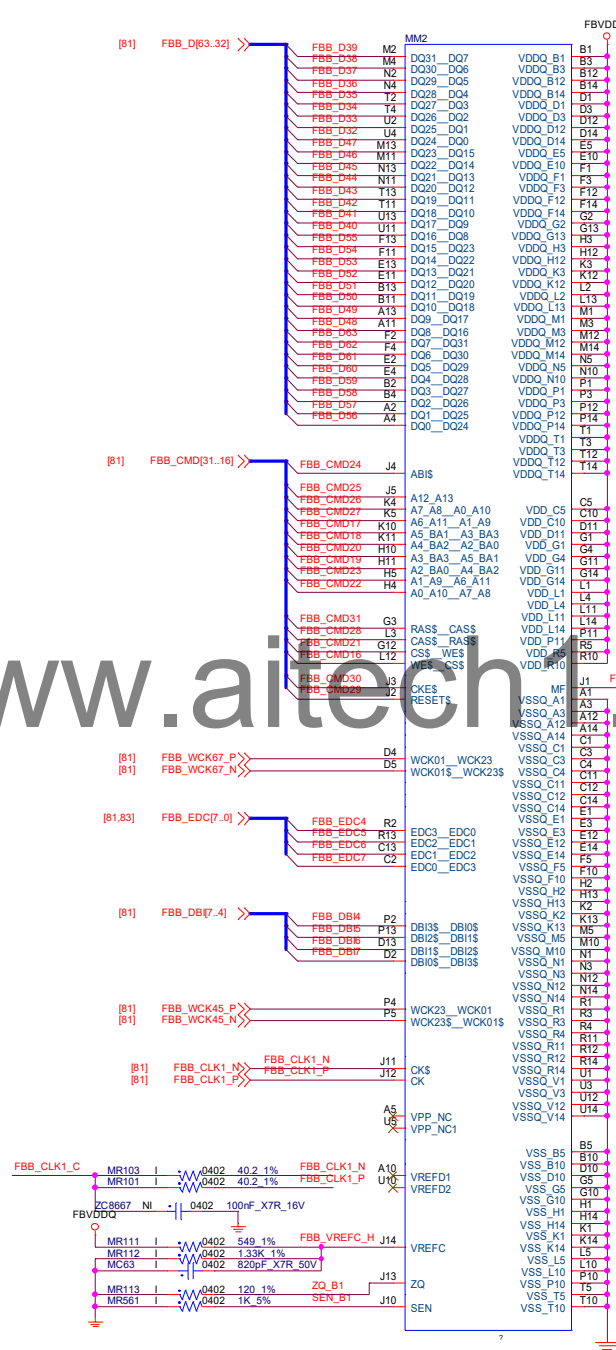 FBVDD
MM2
[81] FBB_D[63..32]
FBB_D39 M2 DQ31__DQ7 VDDQ_B1 B1
FBB_D38 M4 DQ30__DQ6 VDDQ_B3 B3
FBB_D37 N2 DQ29__DQ5 VDDQ_B12 B12
FBB_D36 N4 DQ28__DQ4 VDDQ_B14 B14
FBB_D35 T2 DQ27__DQ3 VDDQ_D1 D1
FBB_D34 T4 DQ26__DQ2 VDDQ_D3 D3
FBB_D33 U2 DQ25__DQ1 VDDQ_D12 D12
FBB_D32 U4 DQ24__DQ0 VDDQ_D14 D14
FBB_D47 M13 DQ23__DQ15 VDDQ_E5 E5
FBB_D46 M11 DQ22__DQ14 VDDQ_E10 E10
FBB_D45 N13 DQ21__DQ13 VDDQ_F1 F1
FBB_D44 N11 DQ20__DQ12 VDDQ_F3 F3
FBB_D43 T13 DQ19__DQ11 VDDQ_F12 F12
FBB_D42 T11 DQ18__DQ10 VDDQ_F14 F14
FBB_D41 U13 DQ17__DQ9 VDDQ_G2 G2
FBB_D40 U11 DQ16__DQ8 VDDQ_G13 G13
FBB_D55 F13 DQ15__DQ23 VDDQ_H3 H3
FBB_D54 F11 DQ14__DQ22 VDDQ_H12 H12
FBB_D53 E13 DQ13__DQ21 VDDQ_K3 K3
FBB_D52 E11 DQ12__DQ20 VDDQ_K12 K12
FBB_D51 B13 DQ11__DQ19 VDDQ_L2 L2
FBB_D50 B11 DQ10__DQ18 VDDQ_L13 L13
FBB_D49 A13 DQ9__DQ17 VDDQ_M1 M1
FBB_D48 A11 DQ8__DQ16 VDDQ_M3 M3
FBB_D63 F2 DQ7__DQ31 VDDQ_M12 M12
FBB_D62 F4 DQ6__DQ30 VDDQ_M14 M14
FBB_D61 E2 DQ5__DQ29 VDDQ_N5 N5
FBB_D60 E4 DQ4__DQ28 VDDQ_N10 N10
FBB_D59 B2 DQ3__DQ27 VDDQ_P1 P1
FBB_D58 B4 DQ2__DQ26 VDDQ_P3 P3
FBB_D57 A2 DQ1__DQ25 VDDQ_P12 P12
FBB_D56 A4 DQ0__DQ24 VDDQ_P14 P14
VDDQ_T1 T1
VDDQ_T3 T3
VDDQ_T12 T12
[81] FBB_CMD[31..16] FBB_CMD24 J4 ABI$ VDDQ_T14 T14
FBB_CMD25 J5 A12_A13
FBB_CMD26 K4 A7_A8__A0_A10 VDD_C5 C5
FBB_CMD27 K5 A6_A11__A1_A9 VDD_C10 C10
FBB_CMD17 K10 A5_BA1__A3_BA3 VDD_D11 D11
FBB_CMD18 K11 A4_BA2__A2_BA0 VDD_G1 G1
FBB_CMD20 H10 A3_BA3__A5_BA1 VDD_G4 G4
FBB_CMD19 H11 A2_BA0__A4_BA2 VDD_G11 G11
FBB_CMD23 H5 A1_A9__A6_A11 VDD_G14 G14
FBB_CMD22 H4 A0_A10__A7_A8 VDD_L1 L1
VDD_L4 L4
VDD_L11 L11
FBB_CMD31 G3 RAS$__CAS$ VDD_L14 L14
FBB_CMD28 L3 CAS$__RAS$ VDD_P11 P11
FBB_CMD21 G12 CS$__WE$ VDD_R5 R5
FBB_CMD16 L12 WE$__CS$ VDD_R10 R10
www.aitech1.
FBB_CMD30 J3 CKE$ MF J1 F
FBB_CMD29 J2 RESET$ VSSQ_A1 A1
VSSQ_A3 A3
VSSQ_A12 A12
VSSQ_A14 A14
VSSQ_C1 C1
[81] FBB_WCK67_P D4 WCK01__WCK23 VSSQ_C3 C3
[81] FBB_WCK67_N D5 WCK01$__WCK23$ VSSQ_C4 C4
VSSQ_C11 C11
VSSQ_C12 C12
VSSQ_C14 C14
[81,83] FBB_EDC[7..0] VSSQ_E1 E1
FBB_EDC4 R2 EDC3__EDC0 VSSQ_E3 E3
FBB_EDC5 R13 EDC2__EDC1 VSSQ_E12 E12
FBB_EDC6 C13 EDC1__EDC2 VSSQ_E14 E14
FBB_EDC7 C2 EDC0__EDC3 VSSQ_F5 F5
VSSQ_F10 F10
VSSQ_H2 H2
VSSQ_H13 H13
[81] FBB_DBI[7..4] VSSQ_K2 K2
FBB_DBI4 P2 DBI3$__DBI0$ VSSQ_K13 K13
FBB_DBI5 P13 DBI2$__DBI1$ VSSQ_M5 M5
FBB_DBI6 D13 DBI1$__DBI2$ VSSQ_M10 M10
FBB_DBI7 D2 DBI0$__DBI3$ VSSQ_N1 N1
VSSQ_N3 N3
VSSQ_N12 N12
VSSQ_N14 N14
[81] FBB_WCK45_P P4 WCK23__WCK01 VSSQ_R1 R1
[81] FBB_WCK45_N P5 WCK23$__WCK01$ VSSQ_R3 R3
VSSQ_R4 R4
VSSQ_R11 R11
VSSQ_R12 R12
[81] FBB_CLK1_N FBB_CLK1_N J11 CK$ VSSQ_R14 R14
[81] FBB_CLK1_P FBB_CLK1_P J12 CK VSSQ_V1 U1
VSSQ_V3 U3
VSSQ_V12 U12
A5 VPP_NC VSSQ_V14 U14
U5 VPP_NC1
VSS_B5 B5
VSS_B10 B10
FBB_CLK1_C MR103 I 0402 40.2_1% FBB_CLK1_N A10 VREFD1 VSS_D10 D10
MR101 I 0402 40.2_1% FBB_CLK1_P U10 VREFD2 VSS_G5 G5
VSS_G10 G10
ZC8667 NI 0402 100nF_X7R_16V VSS_H1 H1
FBVDDQ VSS_H14 H14
VSS_K1 K1
MR111 I 0402 549_1% FBB_VREFC_H J14 VREFC VSS_K14 K14
MR112 I 0402 1.33K_1% VSS_L5 L5
MC63 I 0402 820pF_X7R_50V VSS_L10 L10
MR113 I 0402 120_1% ZQ_B1 J13 ZQ VSS_P10 P10
VSS_T5 T5
MR561 I 0402 1K_5% SEN_B1 J10 SEN VSS_T10 T10
?